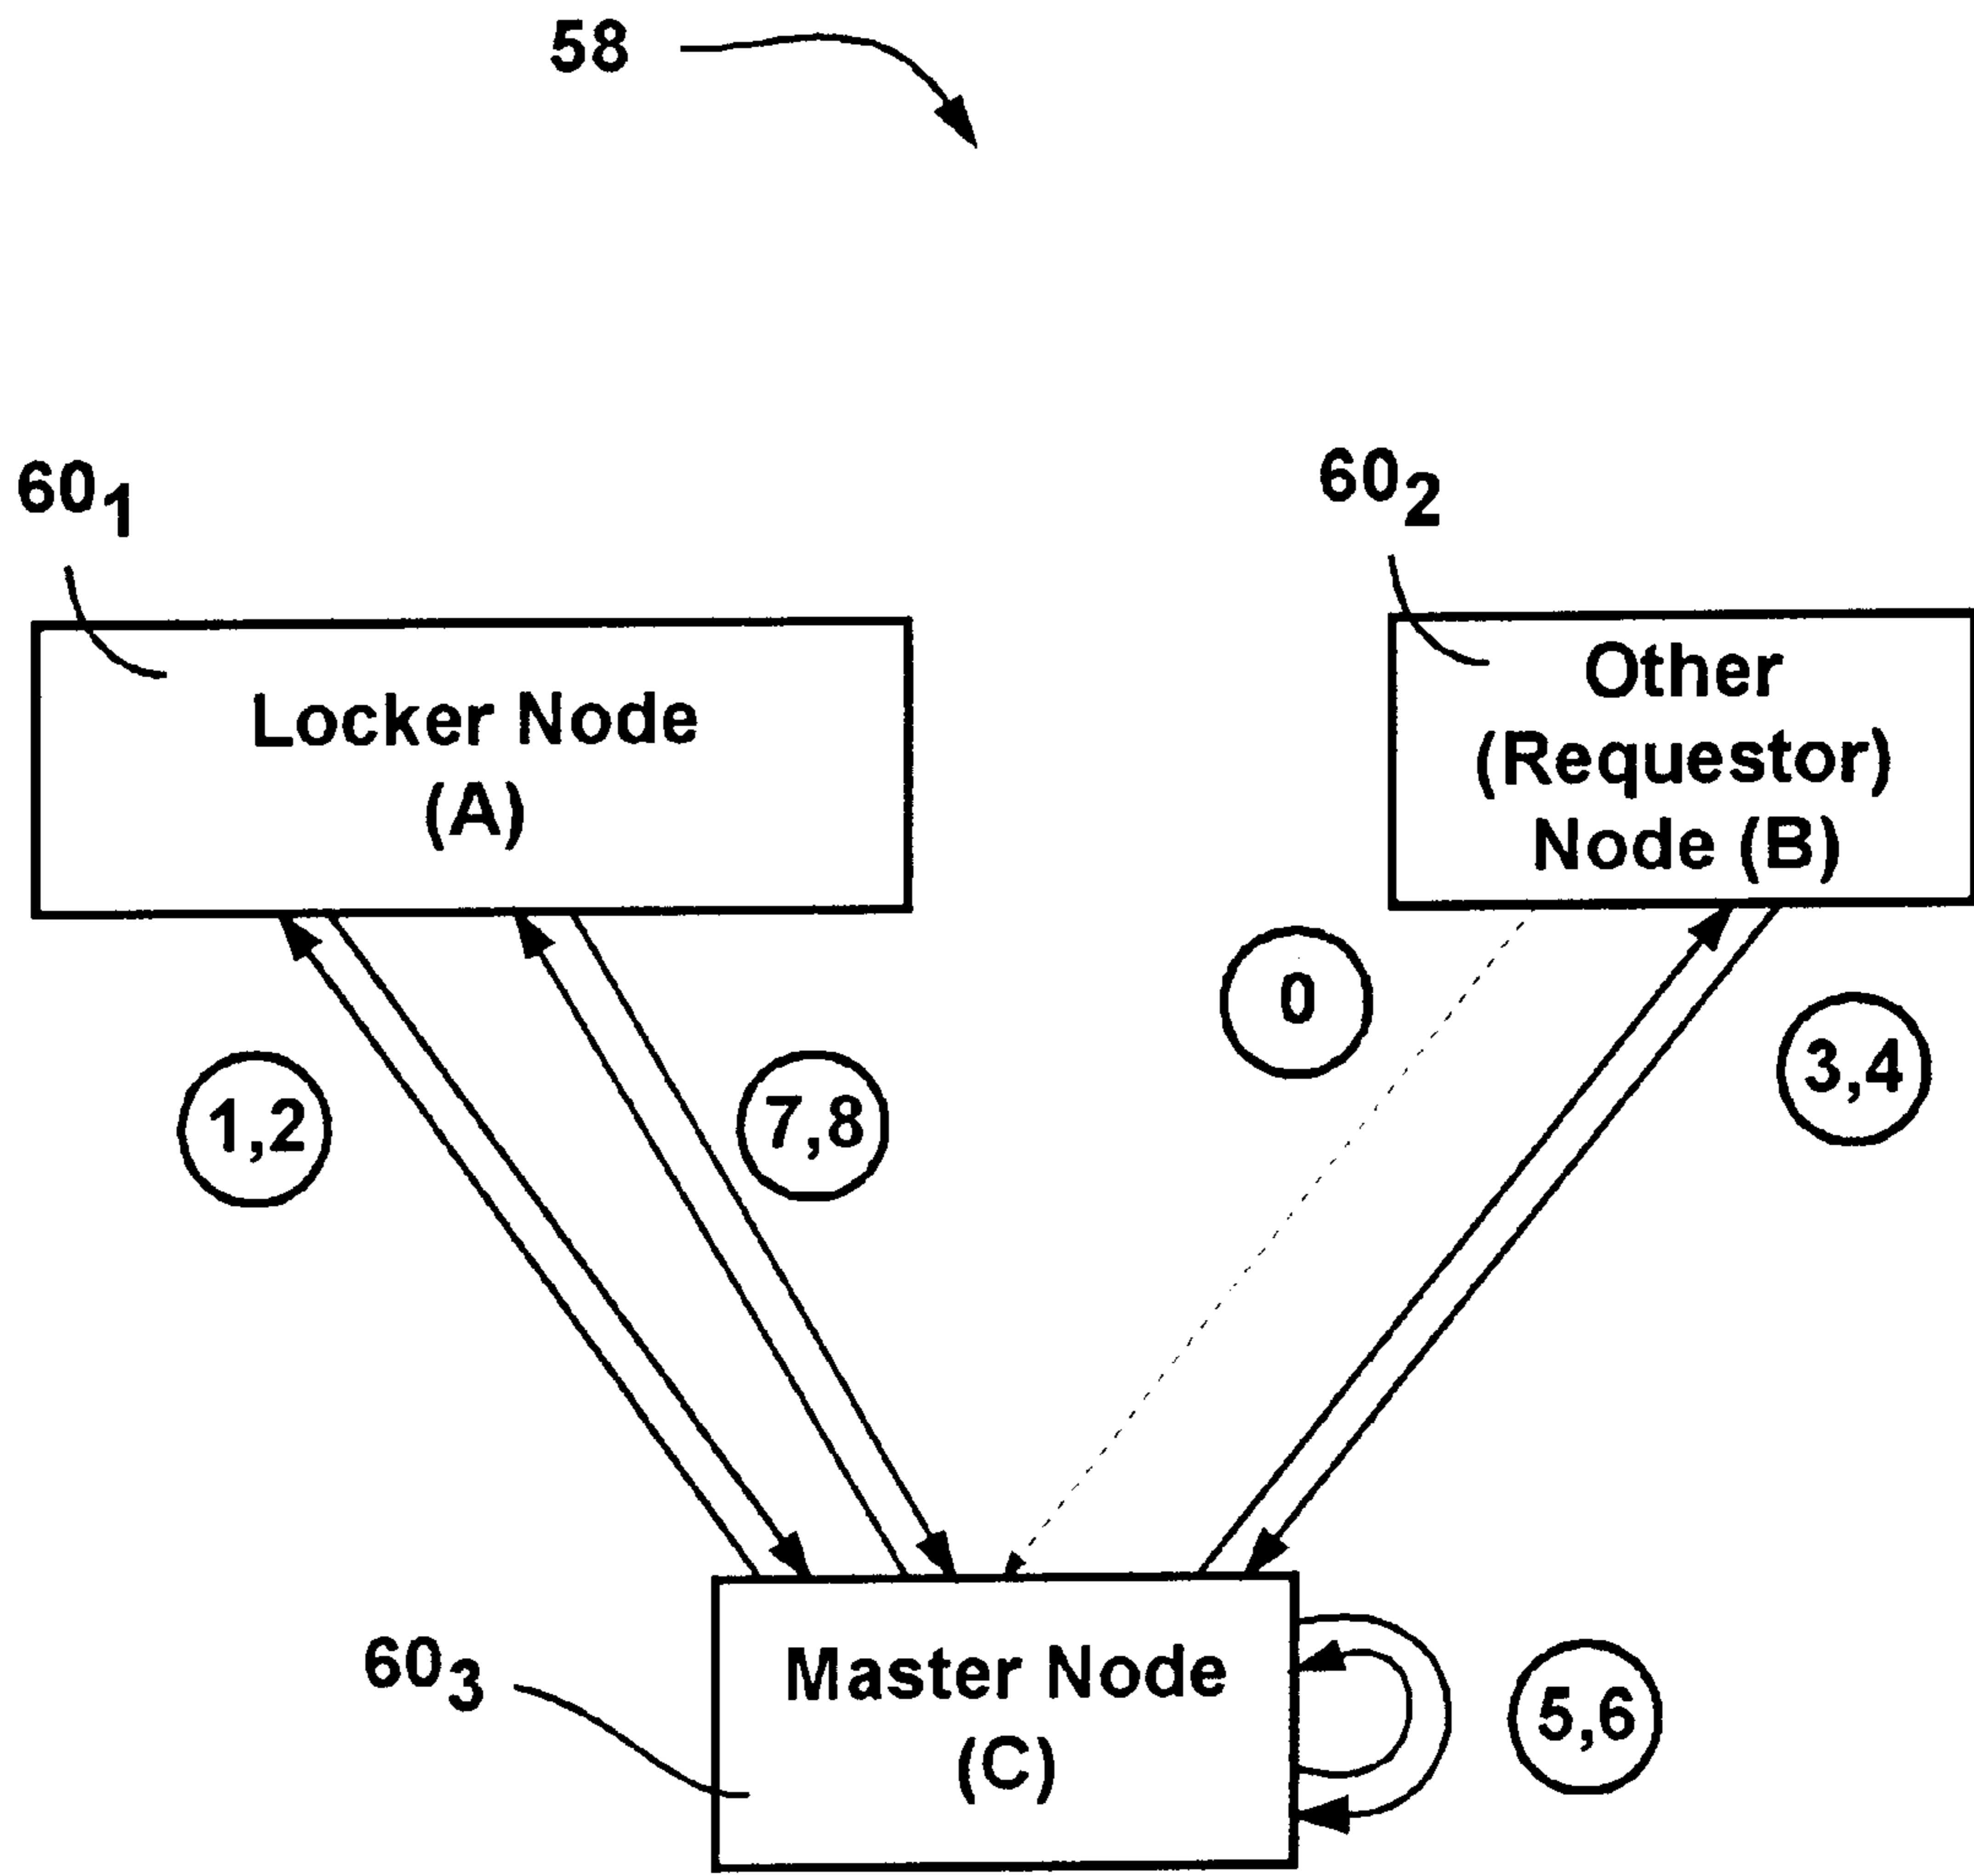 58
60₁
60₂
Locker Node
(A)
Other
(Requestor)
Node (B)
0
3,4
1,2
7,8
60₃
Master Node
(C)
5,6